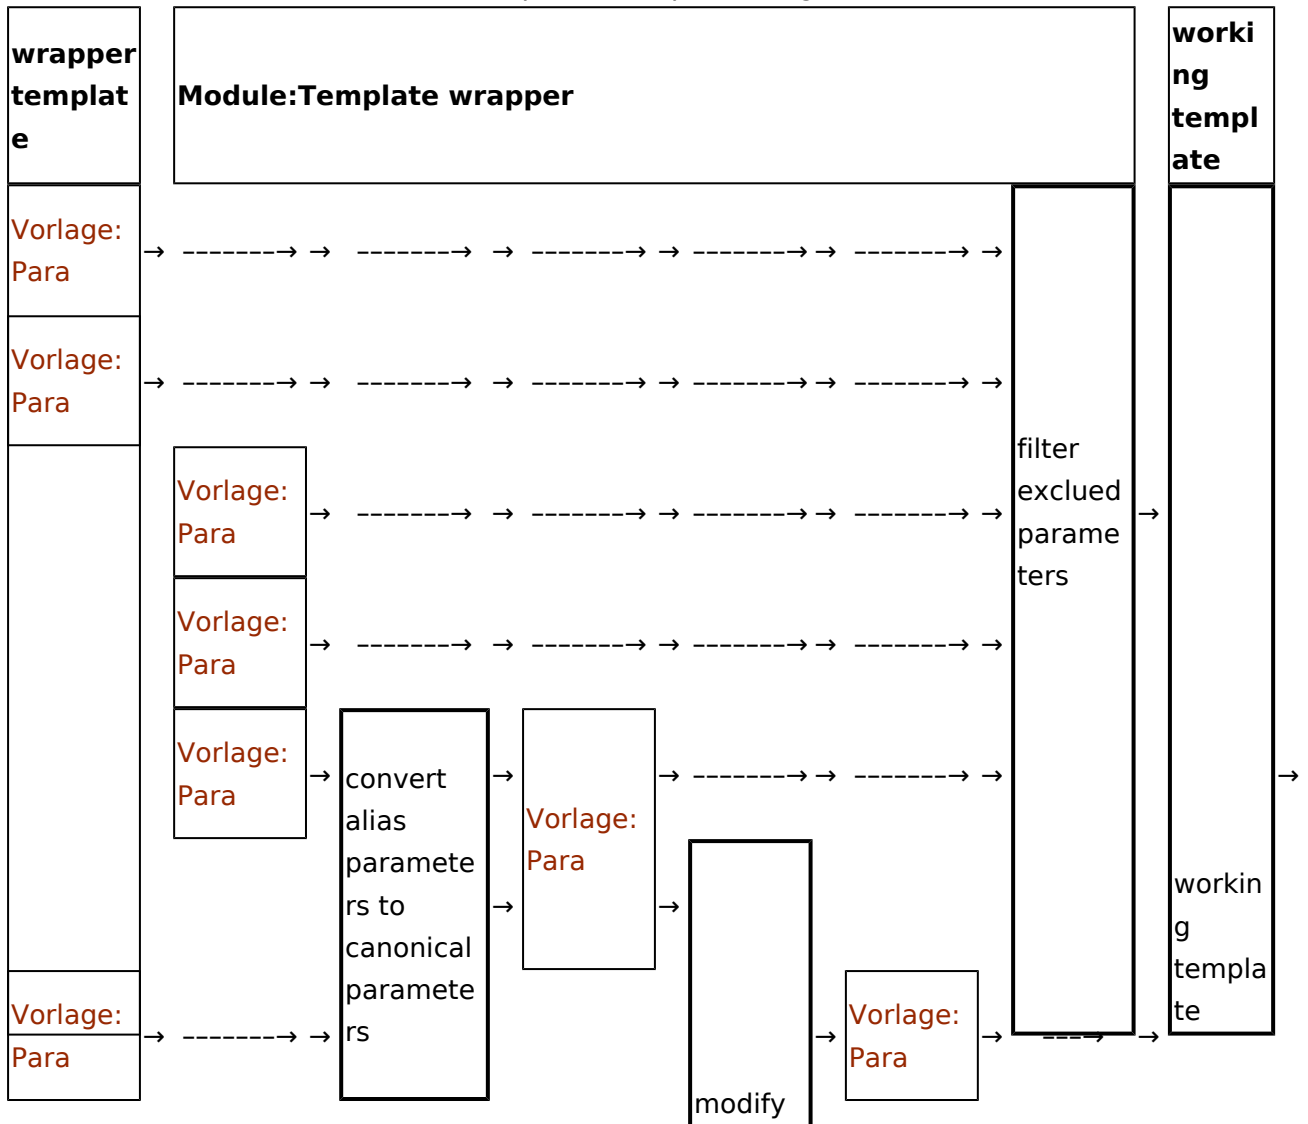 wrapper
templat
e
Module:Template wrapper
worki
ng
templ
ate
Vorlage:
Para
→ -------→ → -------→ → -------→ → -------→ → -------→ →
Vorlage:
Para
→ -------→ → -------→ → -------→ → -------→ → -------→ →
Vorlage:
Para
→ -------→ → -------→ → -------→ → -------→ →
filter
exclued
parame
ters
→
Vorlage:
Para
→ -------→ → -------→ → -------→ → -------→ →
Vorlage:
Para
→
convert
alias
paramete
rs to
canonical
paramete
rs
→
→
Vorlage:
Para
→ -------→ → -------→ →
→
workin
g
templa
te
→
Vorlage:
Para
→ -------→ →
modify
→
Vorlage:
Para
→ ----→ →